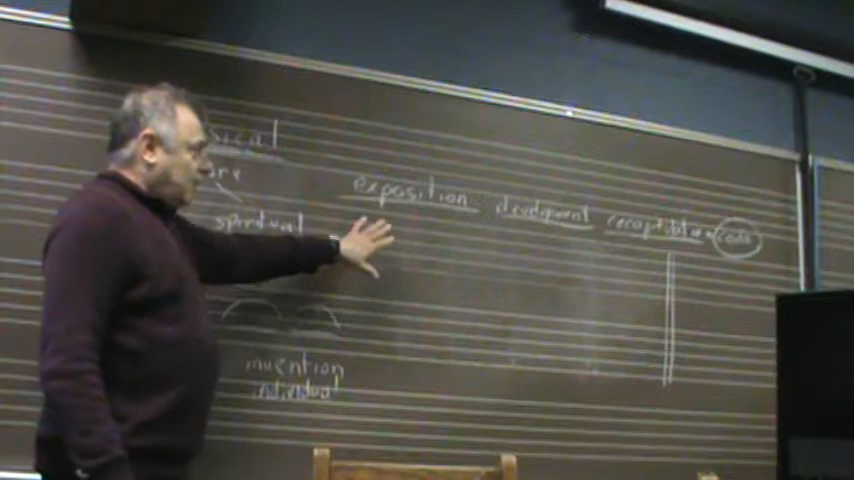 sical
spiritual
exposition development recapitulation coda
invention
individual